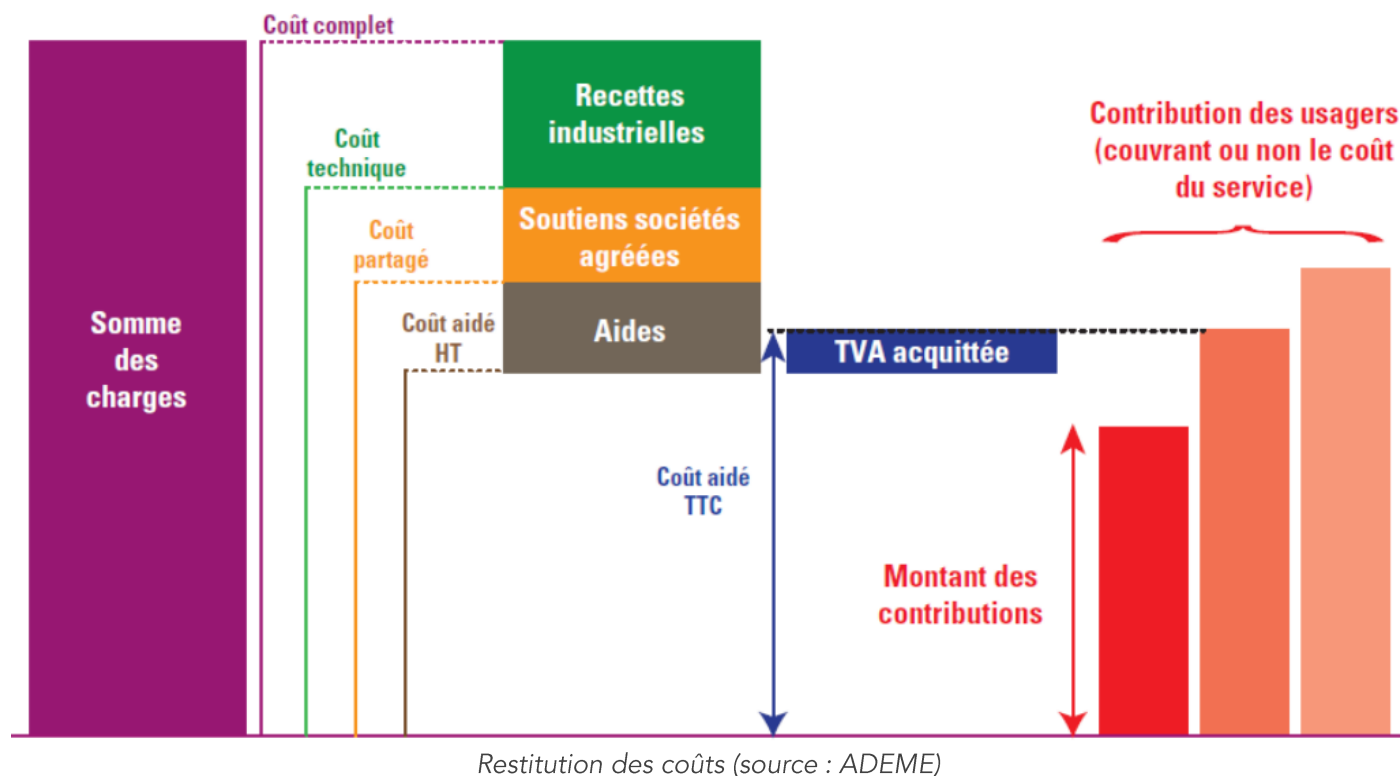 Coût complet
Recettes
industrielles
Contribution des usagers
(couvrant ou non le coût
du service)
Coût
technique
Soutiens sociétés
agréées
Coût
partagé
Somme
des
charges
Coût aidé
HT
Aides
TVA acquittée
Coût aidé
TTC
Montant des
contributions
Restitution des coûts (source : ADEME)